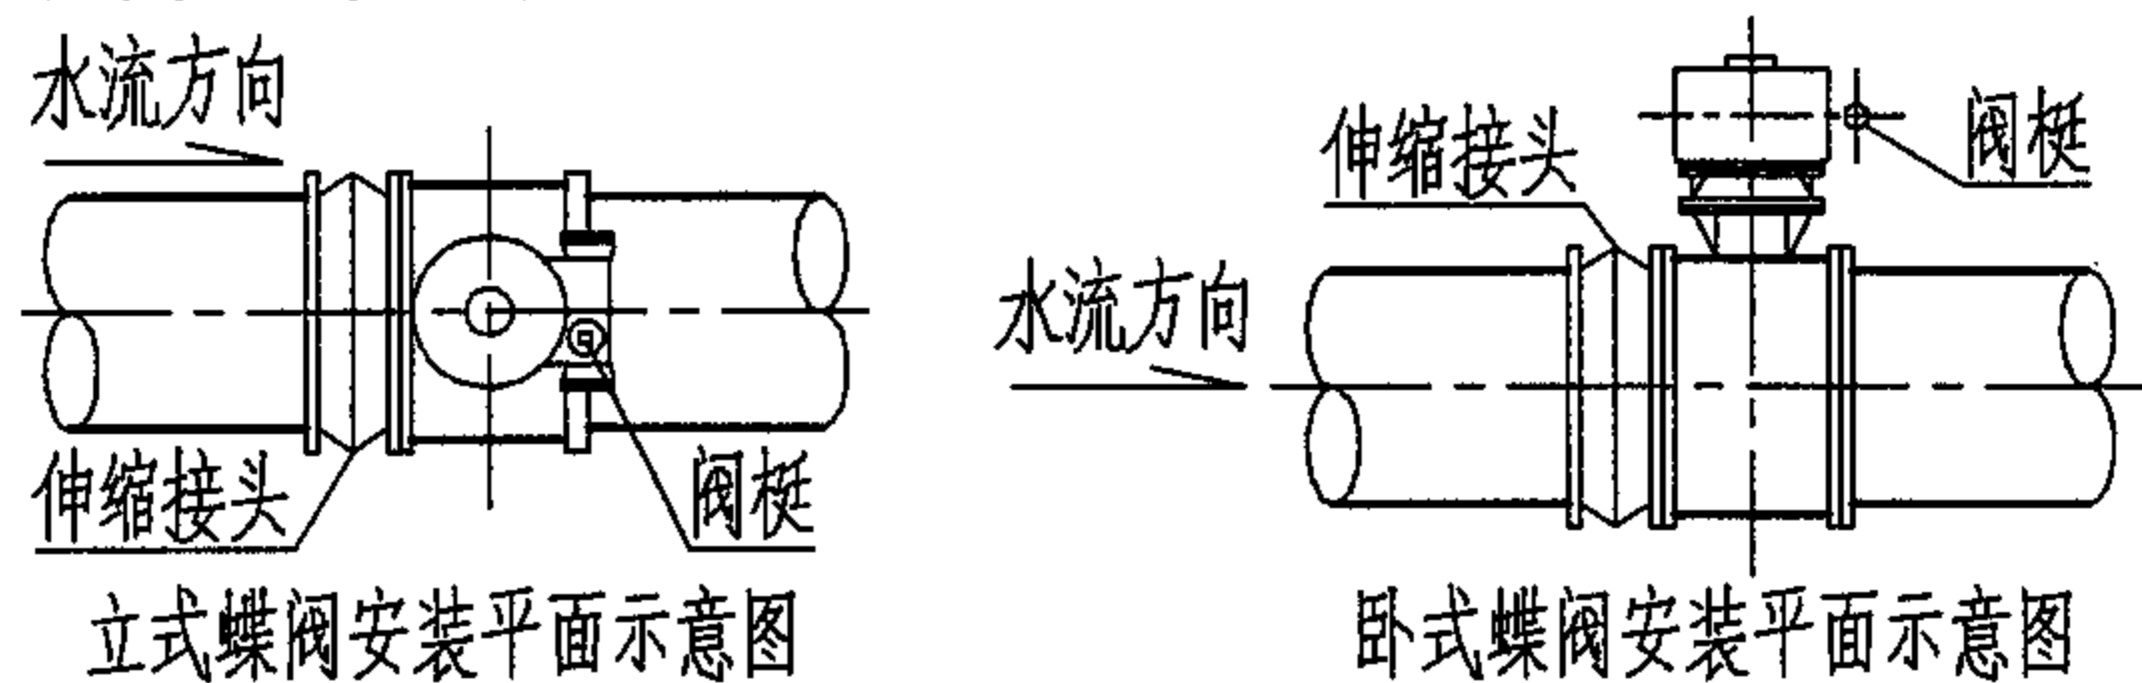 水流方向
伸缩接头
阀梃
立式蝶阀安装平面示意图
伸缩接头
阀梃
水流方向
卧式蝶阀安装平面示意图